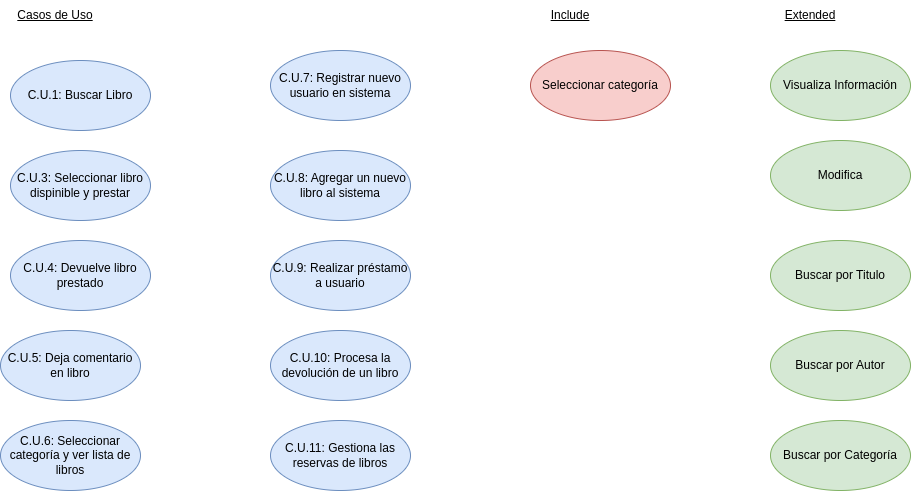 Casos de Uso
Include
Extended
C.U.1: Buscar Libro
C.U.3: Seleccionar libro
dispinible y prestar
C.U.4: Devuelve libro
prestado
C.U.5: Deja comentario
en libro
C.U.6: Seleccionar
categoría y ver lista de
libros
C.U.7: Registrar nuevo
usuario en sistema
C.U.8: Agregar un nuevo
libro al sistema
C.U.9: Realizar préstamo
a usuario
C.U.10: Procesa la
devolución de un libro
C.U.11: Gestiona las
reservas de libros
Seleccionar categoría
Visualiza Información
Modifica
Buscar por Titulo
Buscar por Autor
Buscar por Categoría